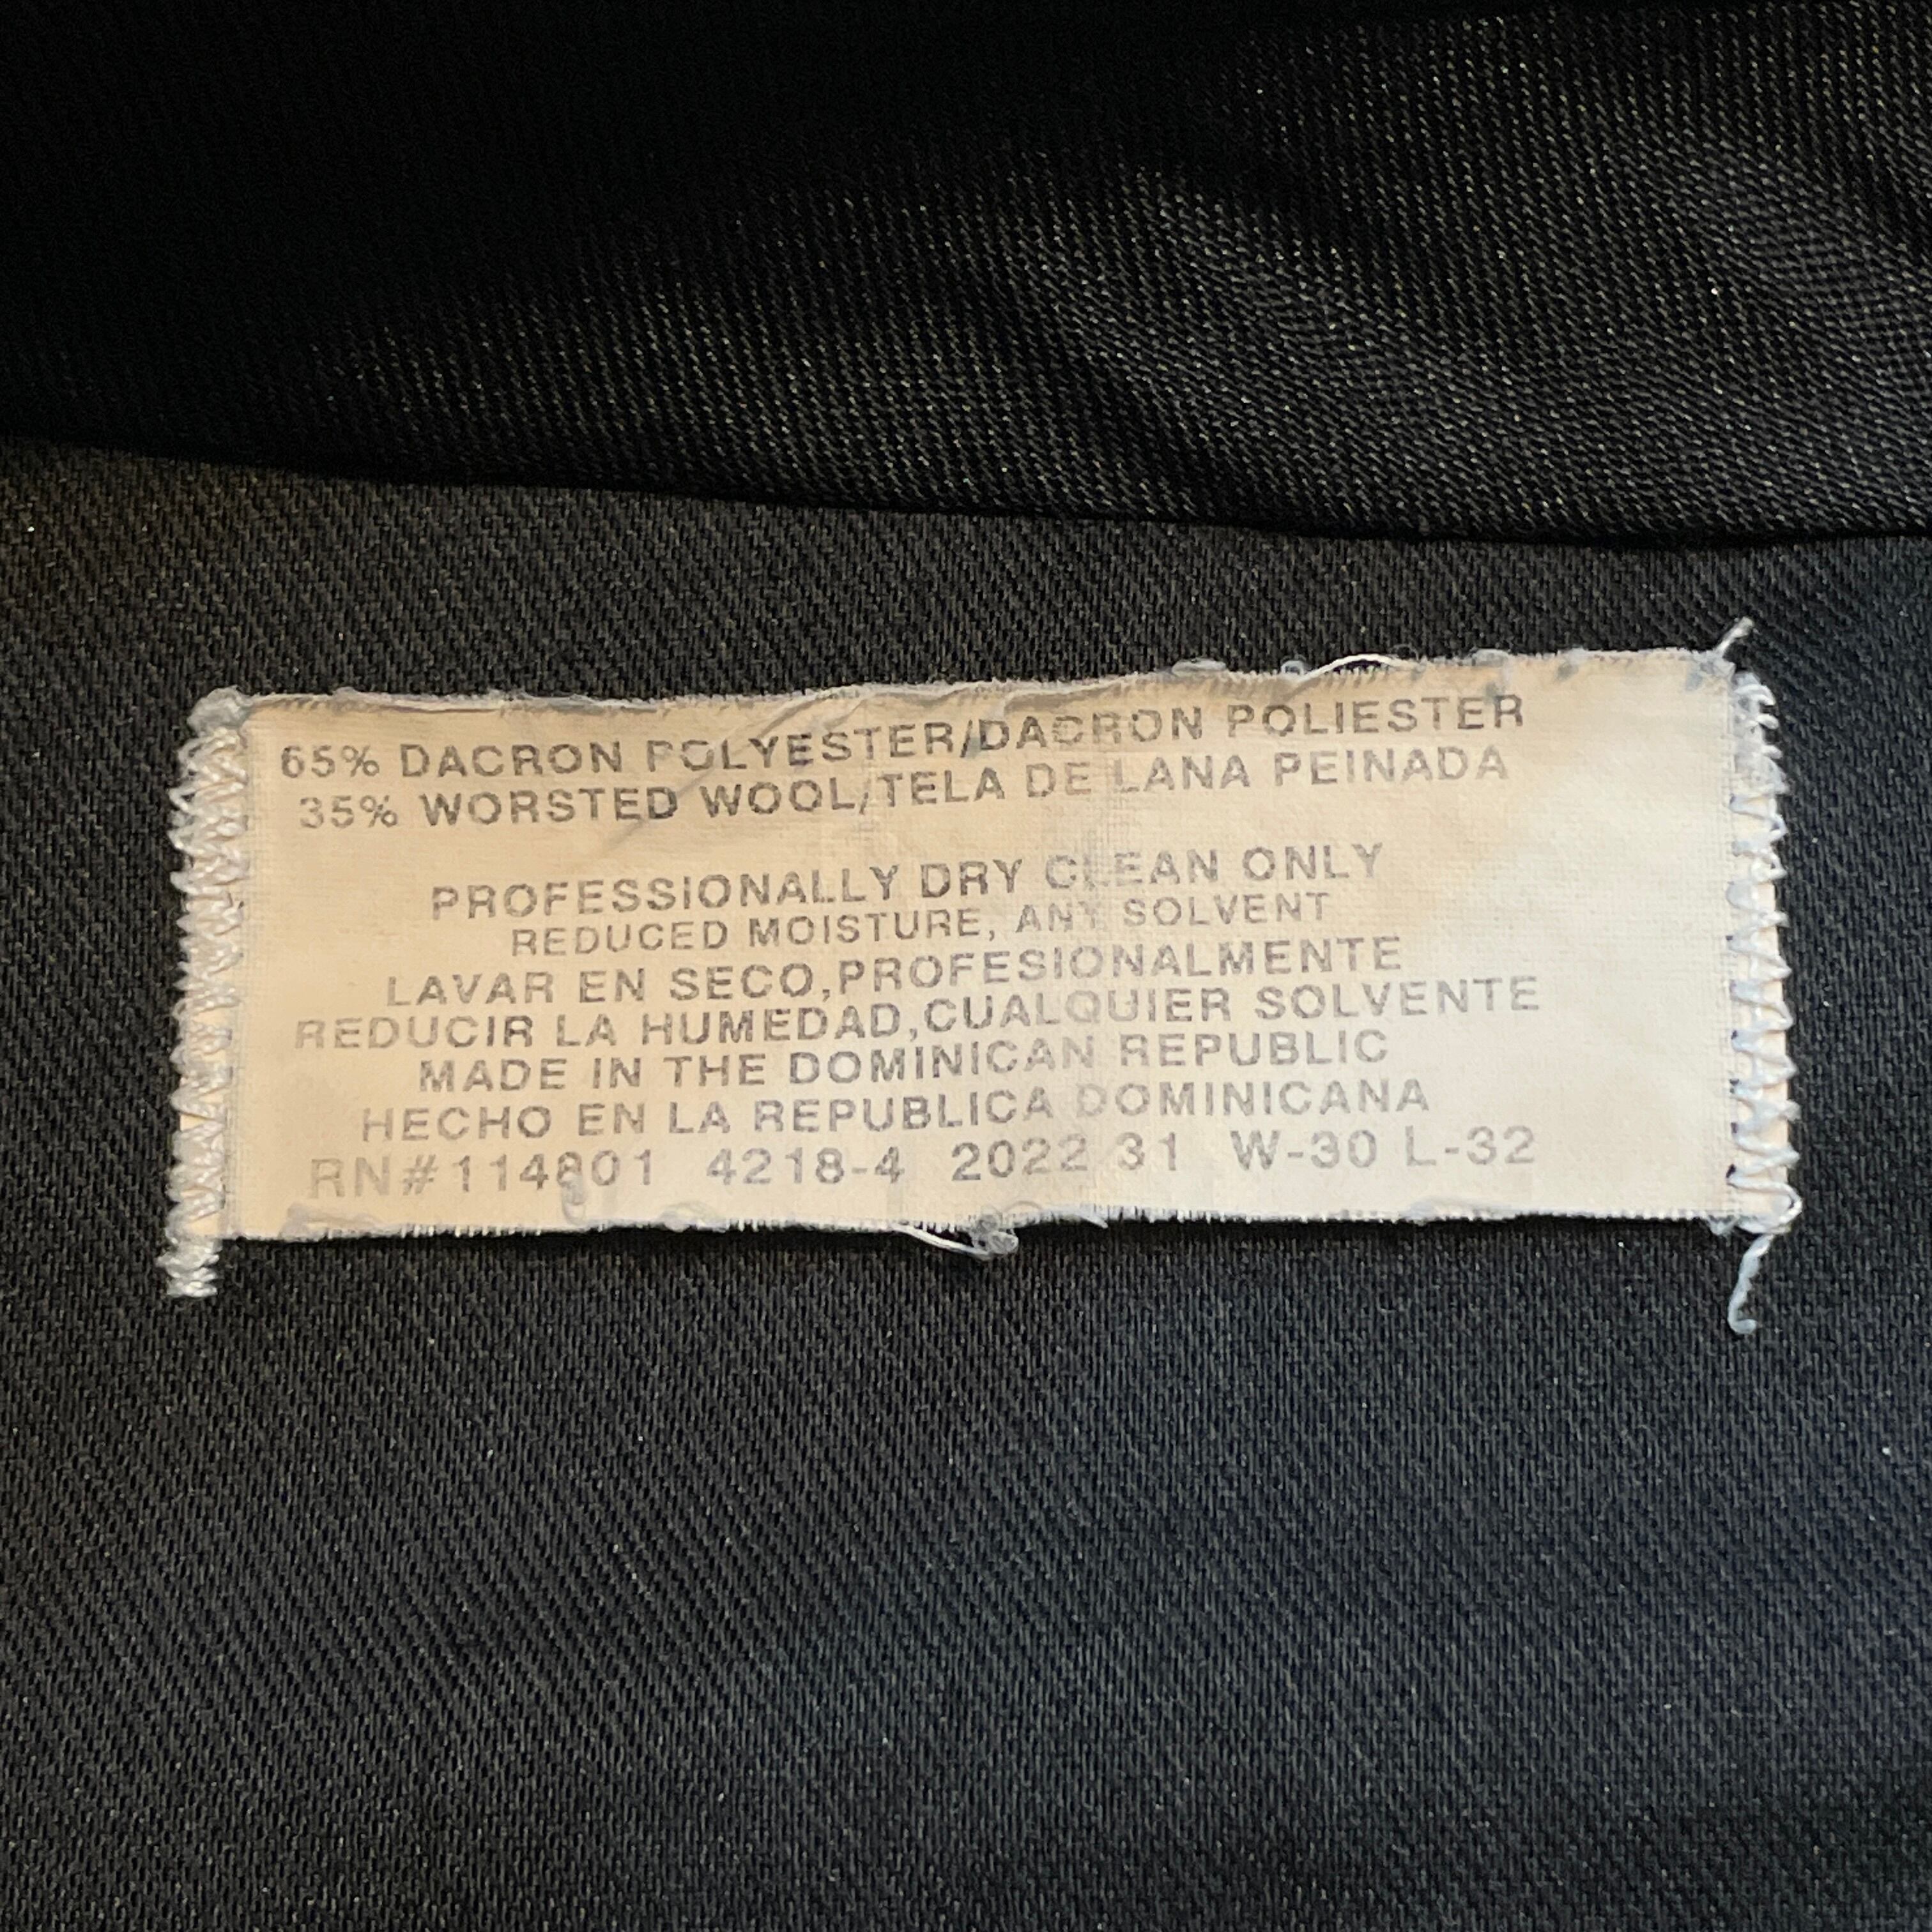 65% DACRON POLYESTER/DACRON POLIESTER
35% WORSTED WOOL/TELA DE LANA PEINADA
PROFESSIONALLY DRY CLEAN ONLY
REDUCED MOISTURE, ANY SOLVENT
LAVAR EN SECO,PROFESIONALMENTE
REDUCIR LA HUMEDAD,CUALQUIER SOLVENTE
MADE IN THE DOMINICAN REPUBLIC
HECHO EN LA REPUBLICA DOMINICANA
RN#114801 4218-4 2022 31 W-30 L-32